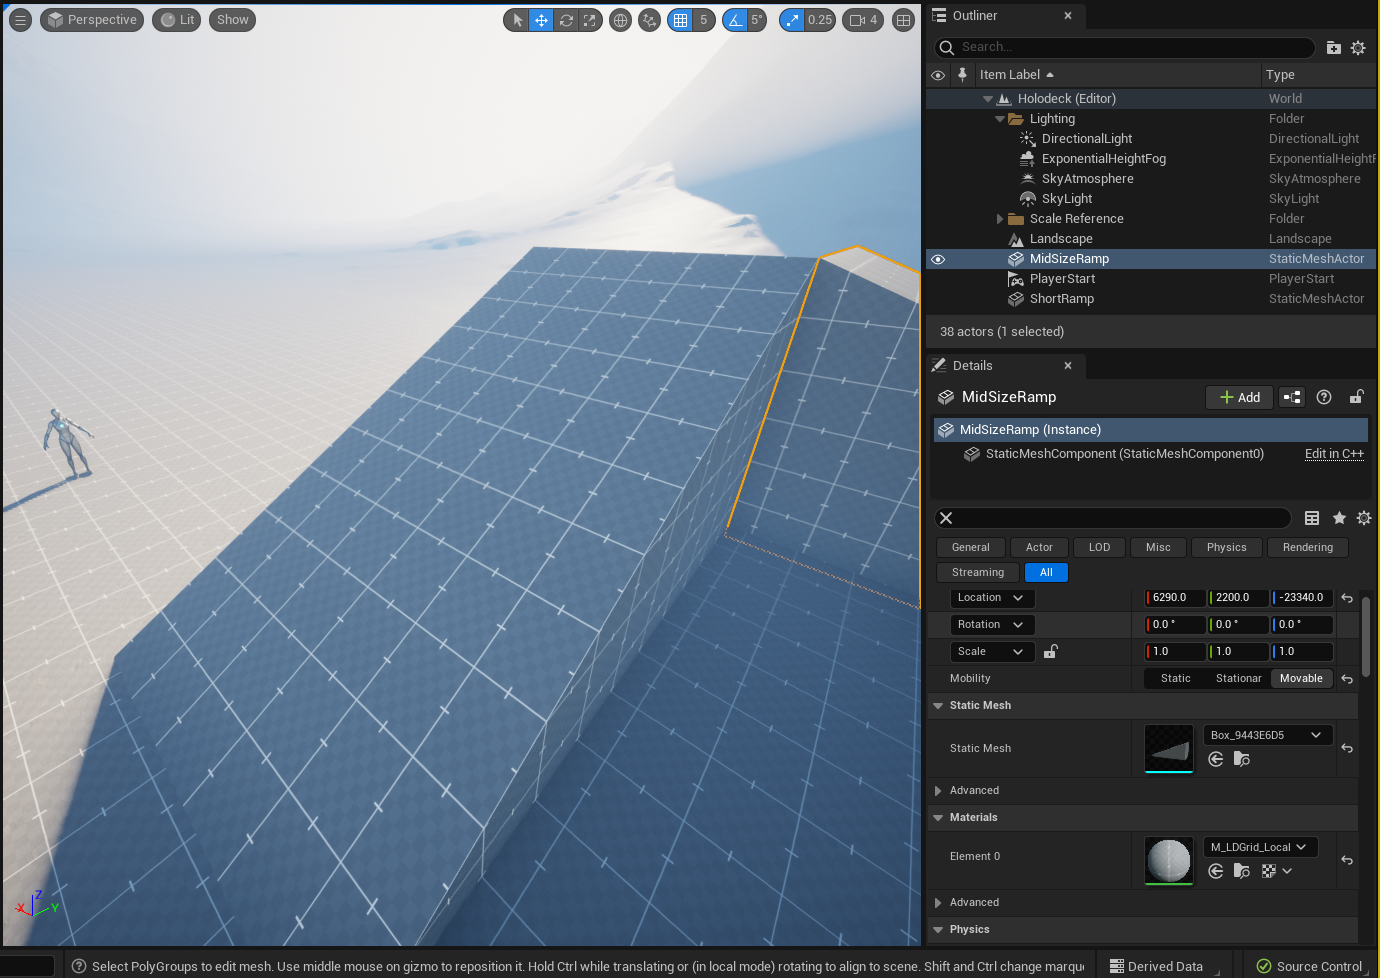 Perspective Lit Show 5 5° 0.25 4
Outliner
Search...
Item Label Type
Holodeck (Editor) World
Lighting Folder
DirectionalLight DirectionalLight
ExponentialHeightFog ExponentialHeightF
SkyAtmosphere SkyAtmosphere
SkyLight SkyLight
Scale Reference Folder
Landscape Landscape
MidSizeRamp StaticMeshActor
PlayerStart PlayerStart
ShortRamp StaticMeshActor
38 actors (1 selected)
Details
MidSizeRamp + Add
MidSizeRamp (Instance)
StaticMeshComponent (StaticMeshComponent0) Edit in C++
General Actor LOD Misc Physics Rendering
Streaming All
Location 6290.0 2200.0 -23340.0
Rotation 0.0 ° 0.0 ° 0.0 °
Scale 1.0 1.0 1.0
Mobility Static Stationar Movable
Static Mesh
Static Mesh Box_9443E6D5
Advanced
Materials
Element 0 M_LDGrid_Local
Advanced
Physics
X Y Z
Select PolyGroups to edit mesh. Use middle mouse on gizmo to reposition it. Hold Ctrl while translating or (in local mode) rotating to align to scene. Shift and Ctrl change marqu Derived Data Source Control